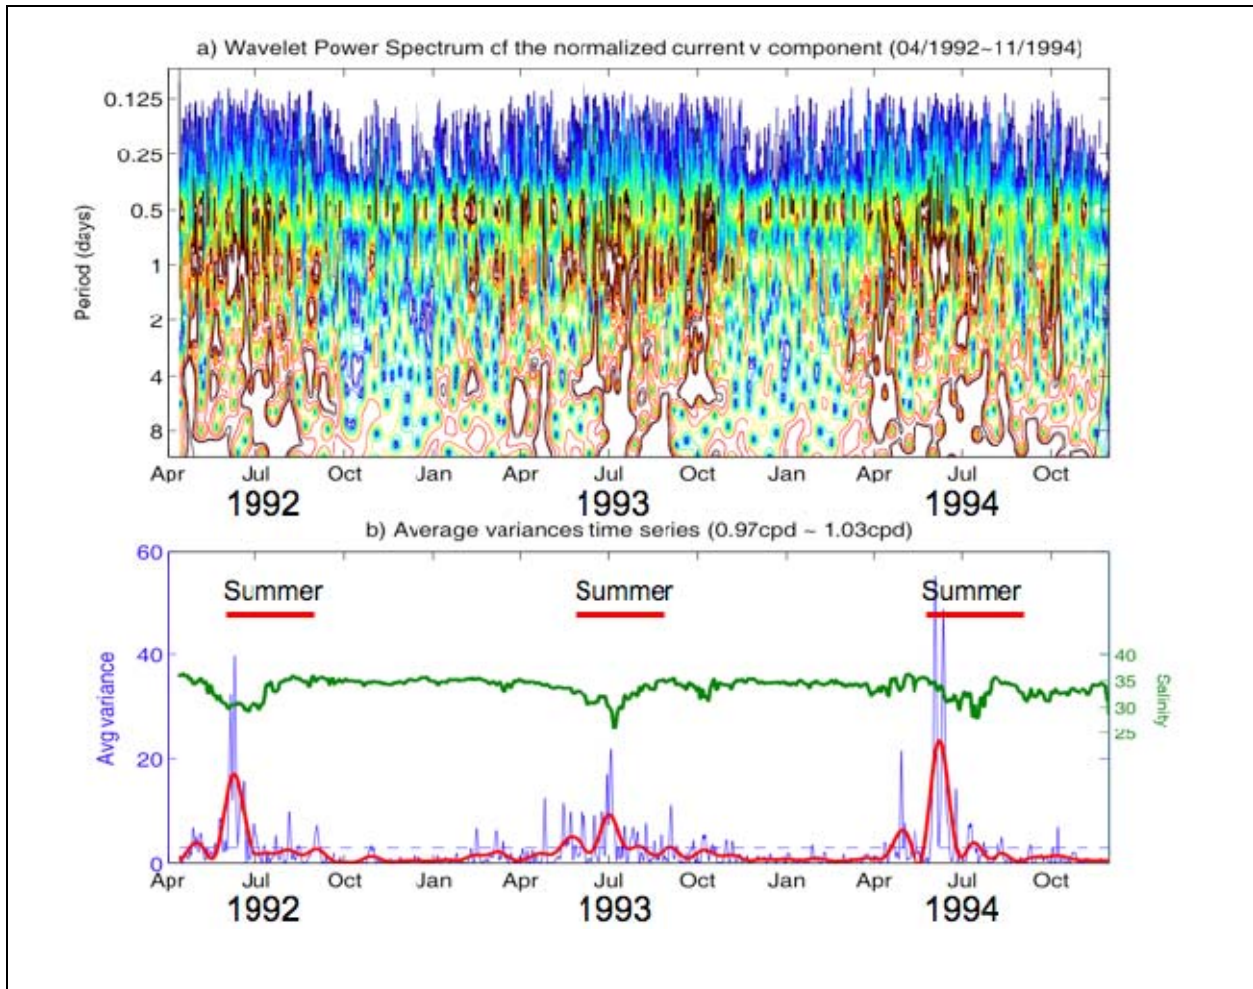 a) Wavelet Power Spectrum cf the normalized current v component (04/1992~11/1994)
Period (days)
0.125
0.25
0.5
1
2
4
8
Apr Jul Oct Jan Apr Jul Oct Jan Apr Jul Oct
1992 1993 1994
b) Average variances time series (0.97cpd ~ 1.03cpd)
Avg variance
60
40
20
0
Summer Summer Summer
40
35
30
25
Salinity
Apr Jul Oct Jan Apr Jul Oct Jan Apr Jul Oct
1992 1993 1994